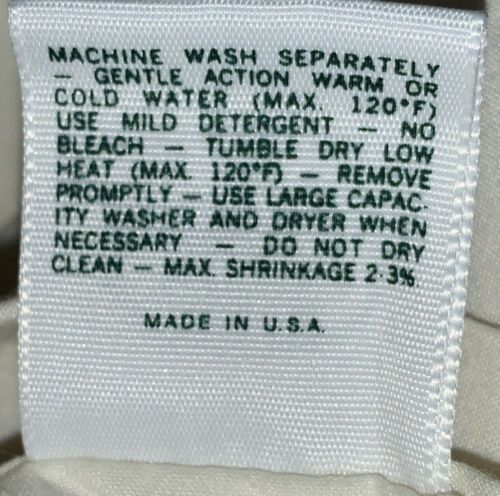 MACHINE WASH SEPARATELY
— GENTLE ACTION WARM OR
COLD WATER (MAX. 120°F)
USE MILD DETERGENT — NO
BLEACH — TUMBLE DRY LOW
HEAT (MAX. 120°F) — REMOVE
PROMPTLY — USE LARGE CAPAC-
ITY WASHER AND DRYER WHEN
NECESSARY — DO NOT DRY
CLEAN — MAX. SHRINKAGE 2-3%.
MADE IN U.S.A.